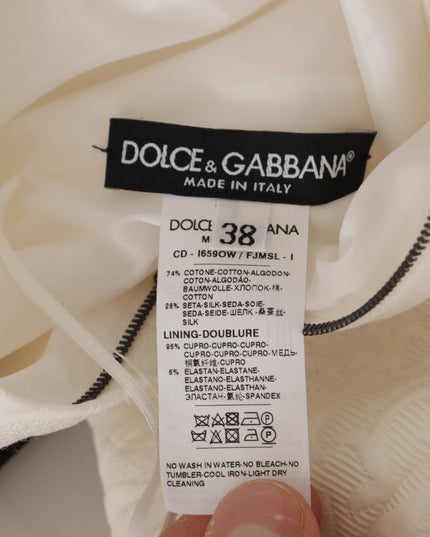 DOLCE & GABBANA®
MADE IN ITALY
DOLC 38 ANA
M
CD - I659OW / FJMSL - I
74% COTONE-COTTON-ALGODON-
COTON-ALGODÃO-
BAUMWOLLE-ХЛОПОК-棉-
COTTON
26% SETA-SILK-SEDA-SOIE-
SEDA-SEIDE-ШЕЛК-桑蚕丝-
SILK
LINING-DOUBLURE
95% CUPRO-CUPRO-CUPRO-
CUPRO-CUPRO-CUPRO-МЕДЬ-
铜氨纤维-CUPRO
5% ELASTAN-ELASTANE-
ELASTANO-ELASTHANNE-
ELASTANO-ELASTHAN-
ЭЛАСТАН-氨纶-SPANDEX
NO WASH IN WATER-NO BLEACH-NO
TUMBLER-COOL IRON-LIGHT DRY
CLEANING